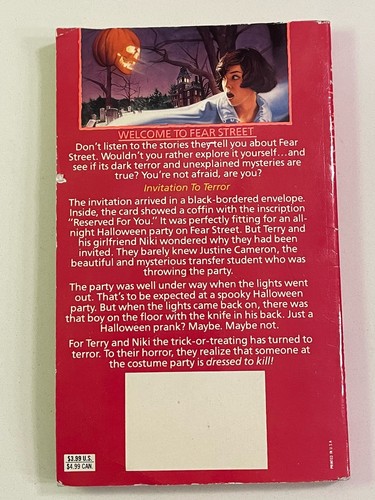 WELCOME TO FEAR STREET
Don't listen to the stories they tell you about Fear
Street. Wouldn't you rather explore it yourself...and
see if its dark terror and unexplained mysteries are
true? You're not afraid, are you?
Invitation To Terror
The invitation arrived in a black-bordered envelope.
Inside, the card showed a coffin with the inscription
"Reserved For You." It was perfectly fitting for an all-
night Halloween party on Fear Street. But Terry and
his girlfriend Niki wondered why they had been
invited. They barely knew Justine Cameron, the
beautiful and mysterious transfer student who was
throwing the party.
The party was well under way when the lights went
out. That's to be expected at a spooky Halloween
party. But when the lights came back on, there was
that boy on the floor with the knife in his back. Just a
Halloween prank? Maybe. Maybe not.
For Terry and Niki the trick-or-treating has turned to
terror. To their horror, they realize that someone at
the costume party is dressed to kill!
$3.99 U.S.
$4.99 CAN.
PRINTED IN U.S.A.